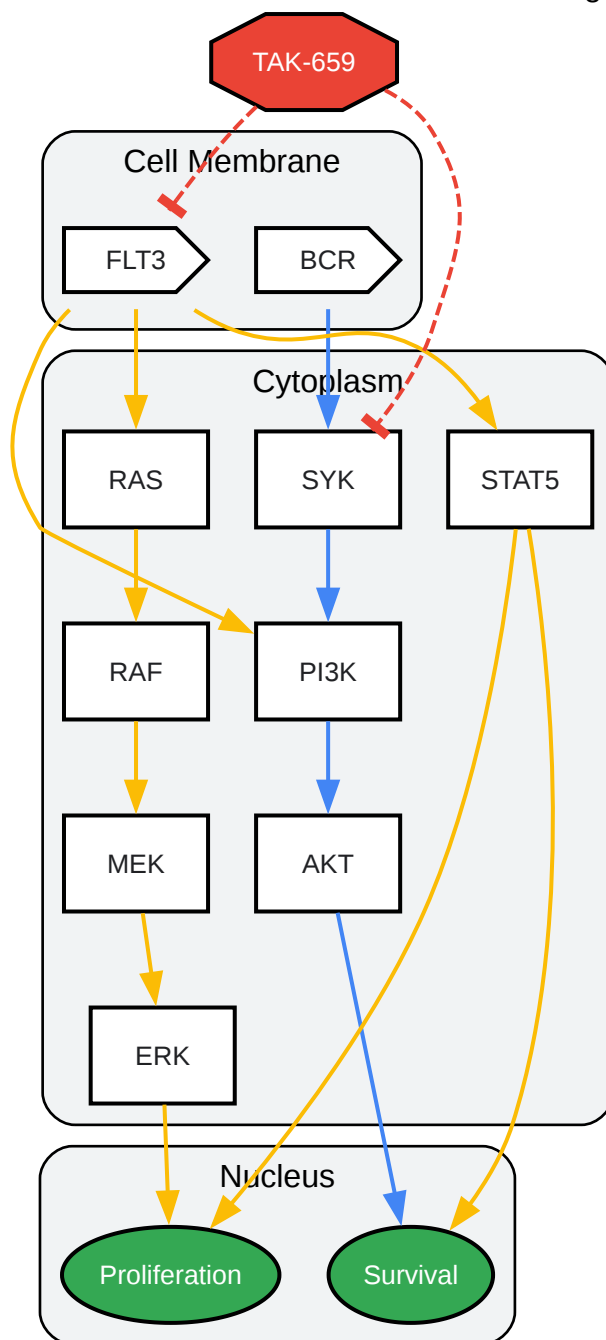 TAK-659
Cell Membrane
FLT3
BCR
Cytoplasm
RAS
SYK
STAT5
RAF
PI3K
MEK
AKT
ERK
Nucleus
Proliferation
Survival